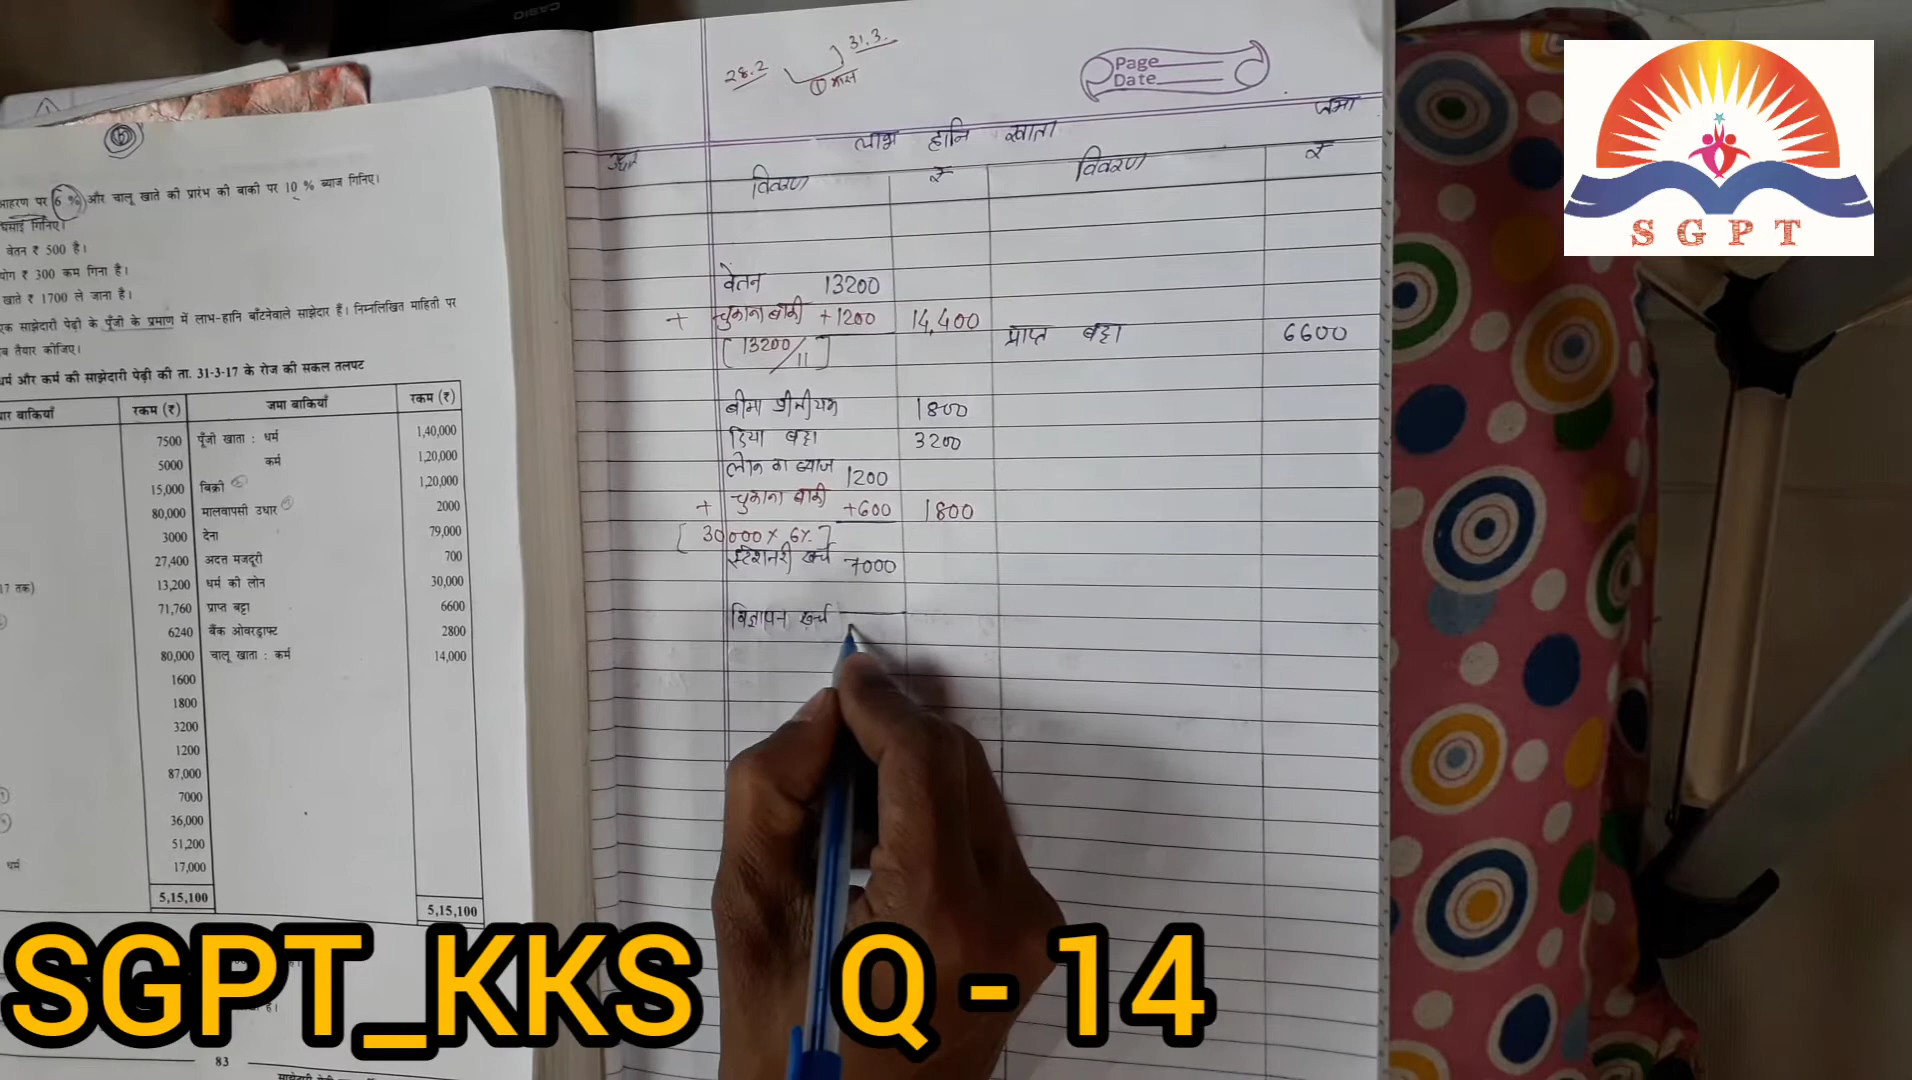 CASIO
आहरण पर 6 % और चालू खाते की प्रारंभ की बाकी पर 10 % ब्याज गिनिए।
घसाई गिनिए।
वेतन ₹ 500 है।
₹ 300 कम गिना है।
खाते ₹ 1700 ले जाना है।
एक साझेदारी पेढ़ी के पूँजी के प्रमाण में लाभ-हानि बाँटनेवाले साझेदार हैं। निम्नलिखित माहिती पर
तैयार कीजिए।
धर्म और कर्म की साझेदारी पेढ़ी की ता. 31-3-17 के रोज की सकल तलपट
बाकियाँ रकम (₹) जमा बाकियाँ रकम (₹)
7500 पूँजी खाता : धर्म 1,40,000
5000 कर्म 1,20,000
15,000 बिक्री 1,20,000
80,000 मालवापसी उधार 2000
3000 देना 79,000
27,400 अदत्त मजदूरी 700
17 तक) 13,200 धर्म की लोन 30,000
71,760 प्राप्त बट्टा 6600
6240 बैंक ओवरड्राफ्ट 2800
80,000 चालू खाता : कर्म 14,000
1600
1800
3200
1200
87,000
7000
36,000
51,200
धर्म 17,000
5,15,100 5,15,100
83
28.2 31.3.
① मास
Page
Date
उधार लाभ हानि खाता जमा
विवरण ₹ विवरण ₹
वेतन 13200
+ चुकाना बाकी +1200 14,400
प्राप्त बट्टा 6600
[13200/11]
बीमा प्रीमियम 1800
दिया बट्टा 3200
लोन का ब्याज 1200
+ चुकाना बाकी +600 1800
[30000 × 6%]
स्टेशनरी खर्च 7000
विज्ञापन खर्च
SGPT
SGPT_KKS Q - 14